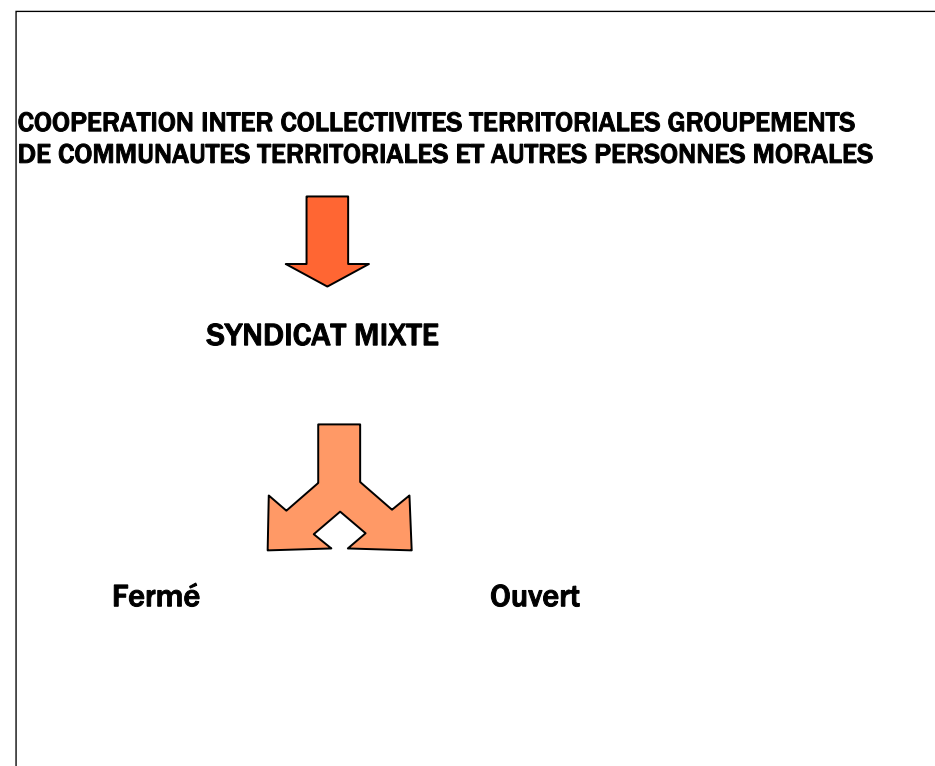 COOPERATION INTER COLLECTIVITES TERRITORIALES GROUPEMENTS
DE COMMUNAUTES TERRITORIALES ET AUTRES PERSONNES MORALES
SYNDICAT MIXTE
Fermé
Ouvert